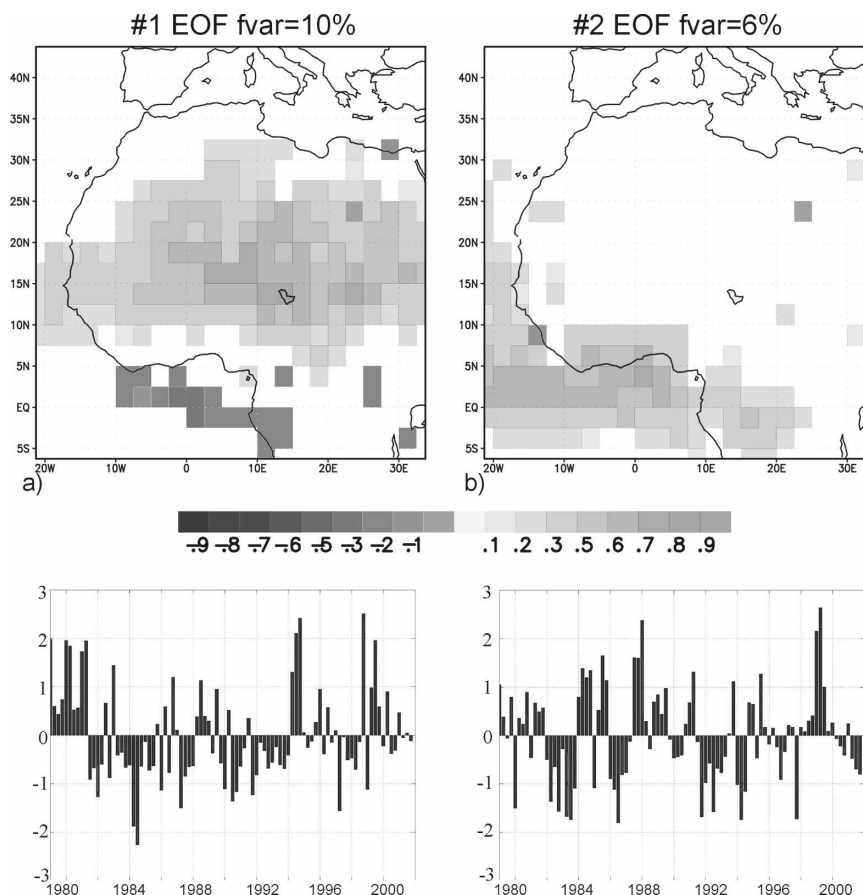 #1 EOF fvar=10%
#2 EOF fvar=6%
40N
35N
30N
25N
20N
15N
10N
5N
EQ
5S
20W 10W 0 10E 20E 30E
a)
40N
35N
30N
25N
20N
15N
10N
5N
EQ
5S
20W 10W 0 10E 20E 30E
b)
-.9 -.8 -.7 -.6 -.5 -.3 -.2 -.1 .1 .2 .3 .5 .6 .7 .8 .9
3
2
1
0
-1
-2
-3
1980 1984 1988 1992 1996 2000
3
2
1
0
-1
-2
-3
1980 1984 1988 1992 1996 2000